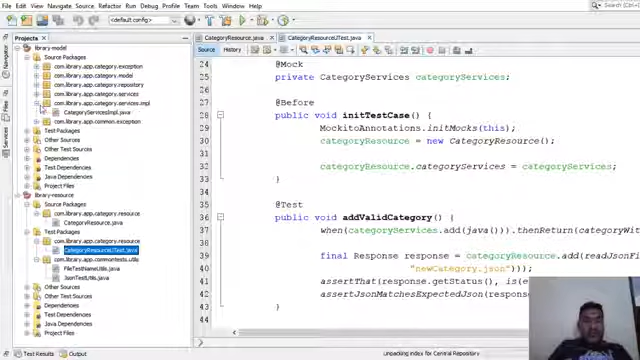 File Edit View Navigate Source Refactor Run Debug Profile Team Tools Window Help
<default config>
Projects
CategoryResource.java
CategoryResourceUTest.java
Source
History
Navigator
Files
Services
library-model
Source Packages
com.library.app.category.exception
com.library.app.category.model
com.library.app.category.repository
com.library.app.category.services
com.library.app.category.services.impl
CategoryServicesImpl.java
com.library.app.common.exception
Test Packages
Other Sources
Other Test Sources
Dependencies
Test Dependencies
Java Dependencies
Project Files
library-resource
Source Packages
com.library.app.category.resource
CategoryResource.java
Test Packages
com.library.app.category.resource
CategoryResourceUTest.java
com.library.app.commontests.utils
FileTestNameUtils.java
JsonTestUtils.java
Other Sources
Other Test Sources
Dependencies
Test Dependencies
Java Dependencies
Project Files
24 @Mock
25 private CategoryServices categoryServices;
26
27 @Before
28 public void initTestCase() {
29 MockitoAnnotations.initMocks(this);
30 categoryResource = new CategoryResource();
31
32 categoryResource.categoryServices = categoryServices;
33 }
34
35 @Test
36 public void addValidCategory() {
37 when(categoryServices.add(java())).thenReturn(categoryWit
38
39 final Response response = categoryResource.add(readJsonFi
40 "newCategory.json")));
41 assertThat(response.getStatus(), is(e
42 assertJsonMatchesExpectedJson(respons
43 }
44
Test Results
Output
unpacking index for Central Repository